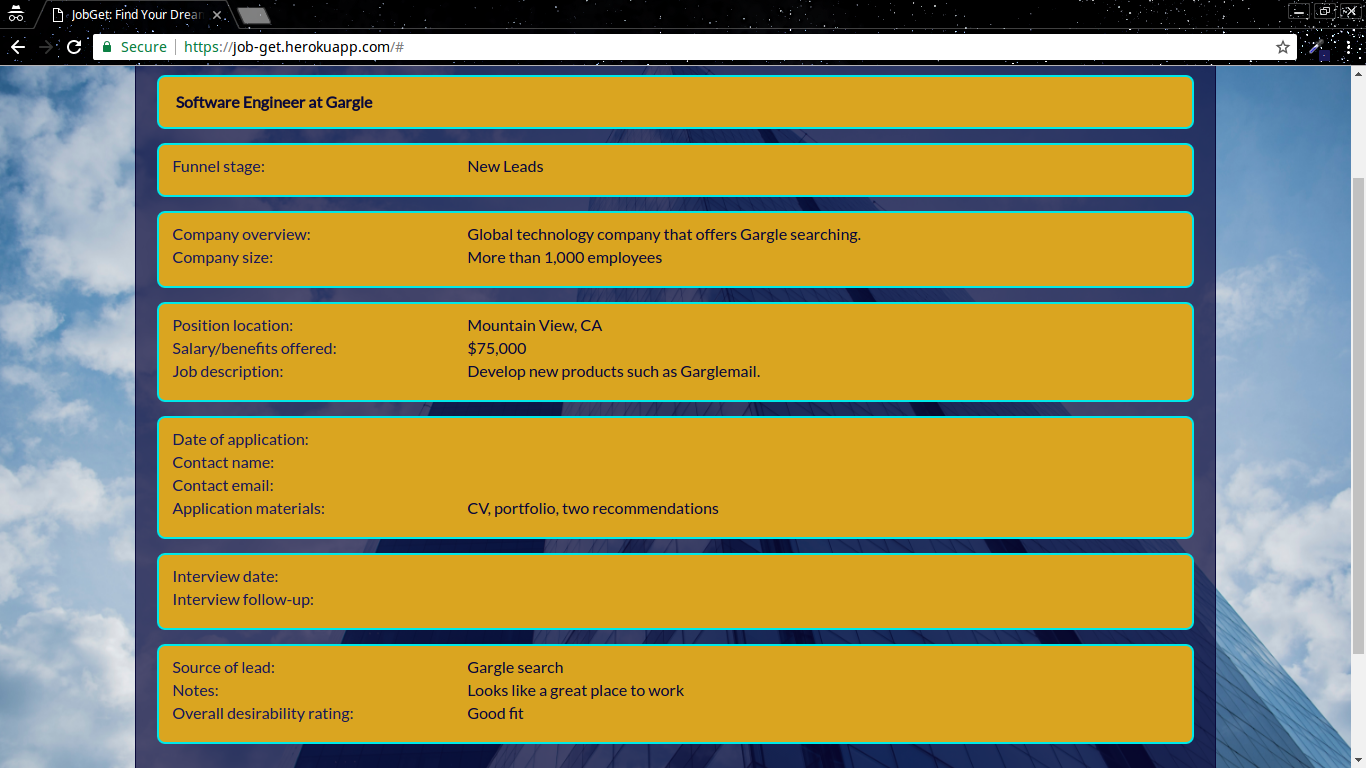 JobGet: Find Your Dream
Secure https://job-get.herokuapp.com/#
Software Engineer at Gargle
Funnel stage: New Leads
Company overview: Global technology company that offers Gargle searching.
Company size: More than 1,000 employees
Position location: Mountain View, CA
Salary/benefits offered: $75,000
Job description: Develop new products such as Garglemail.
Date of application:
Contact name:
Contact email:
Application materials: CV, portfolio, two recommendations
Interview date:
Interview follow-up:
Source of lead: Gargle search
Notes: Looks like a great place to work
Overall desirability rating: Good fit